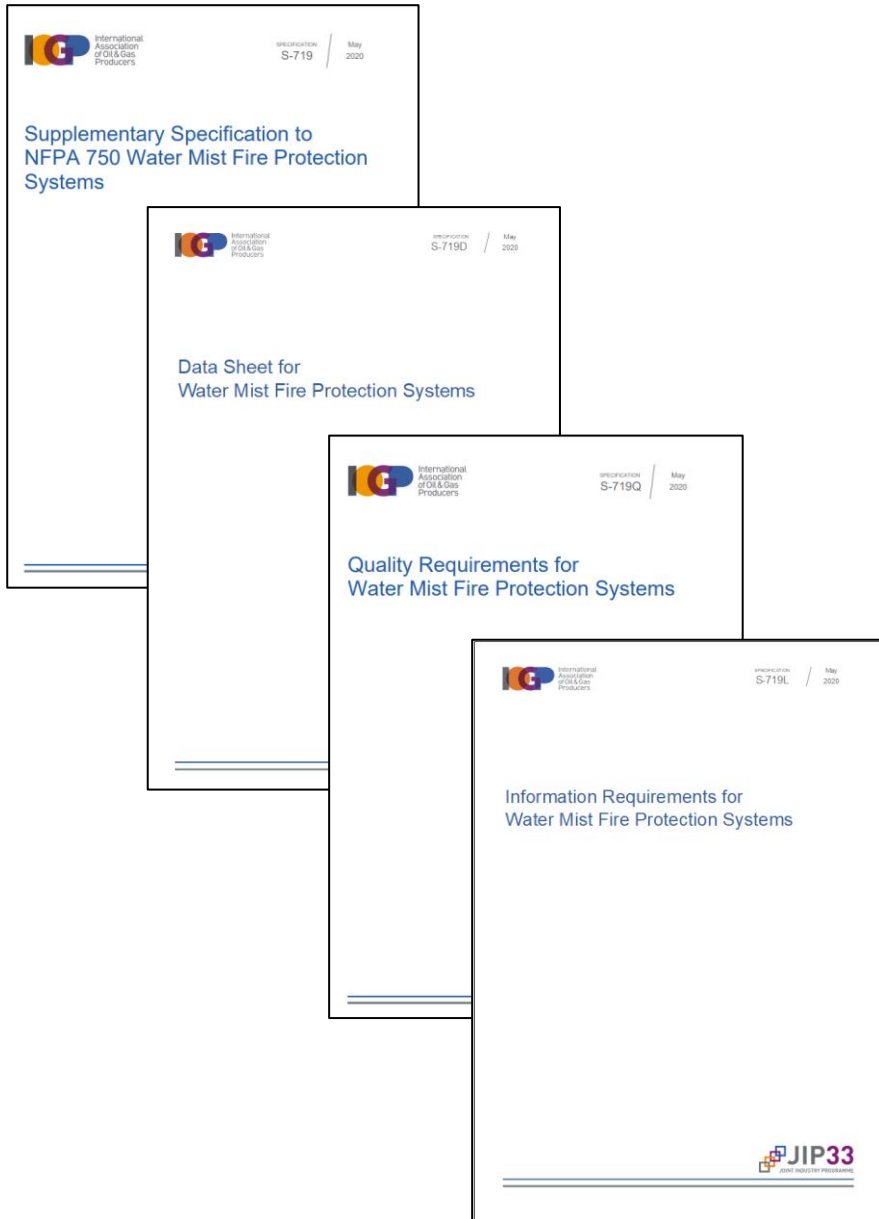 IOGP
International
Association
of Oil & Gas
Producers
SPECIFICATION
S-719
May
2020
Supplementary Specification to
NFPA 750 Water Mist Fire Protection
Systems
IOGP
International
Association
of Oil & Gas
Producers
SPECIFICATION
S-719D
May
2020
Data Sheet for
Water Mist Fire Protection Systems
IOGP
International
Association
of Oil & Gas
Producers
SPECIFICATION
S-719Q
May
2020
Quality Requirements for
Water Mist Fire Protection Systems
IOGP
International
Association
of Oil & Gas
Producers
SPECIFICATION
S-719L
May
2020
Information Requirements for
Water Mist Fire Protection Systems
JIP33
JOINT INDUSTRY PROGRAMME